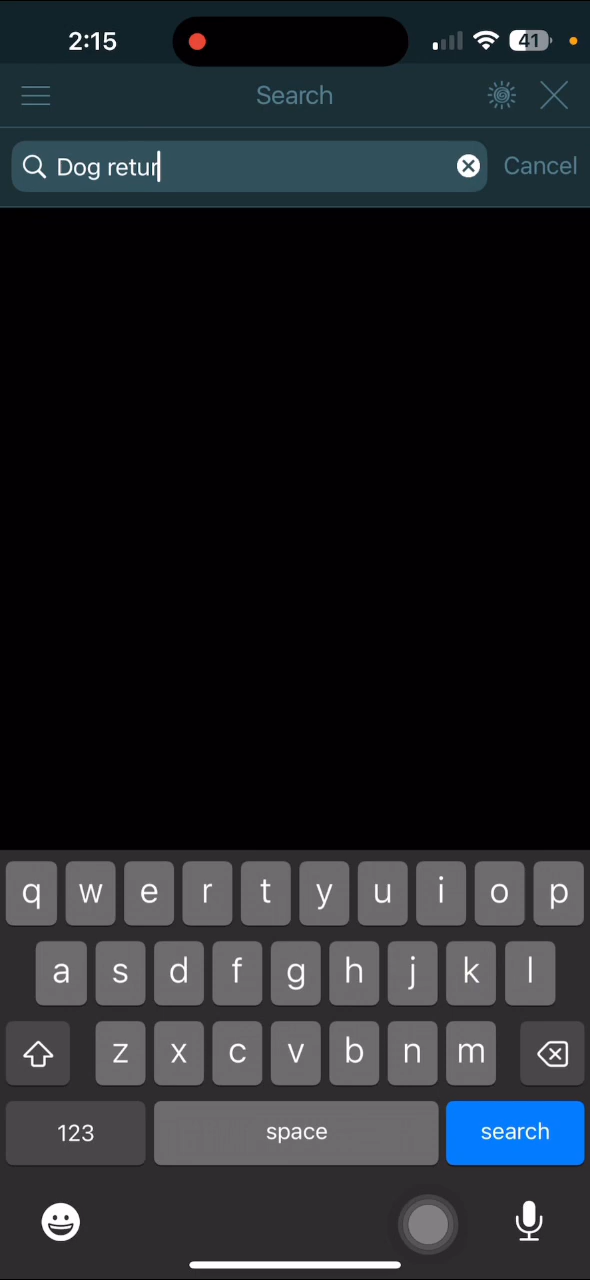 2:15
41
Search
Dog retur
Cancel
q w e r t y u i o p
a s d f g h j k l
z x c v b n m
123 space search